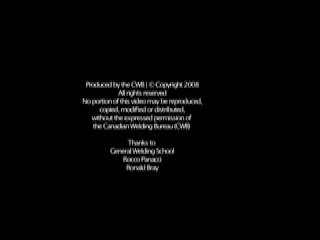 Produced by the CWB | © Copyright 2008
All rights reserved
No portion of this video may be reproduced,
copied, modified or distributed,
without the expressed permission of
the Canadian Welding Bureau (CWB)
Thanks to
General Welding School
Rocco Panacci
Ronald Bray